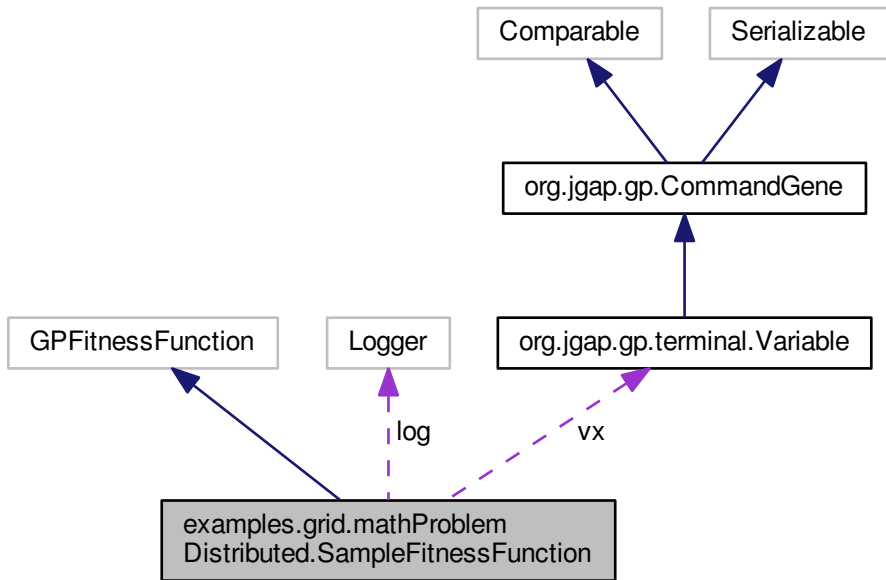 Comparable
Serializable
org.jgap.gp.CommandGene
GPFitnessFunction
Logger
org.jgap.gp.terminal.Variable
log
vx
examples.grid.mathProblem
Distributed.SampleFitnessFunction